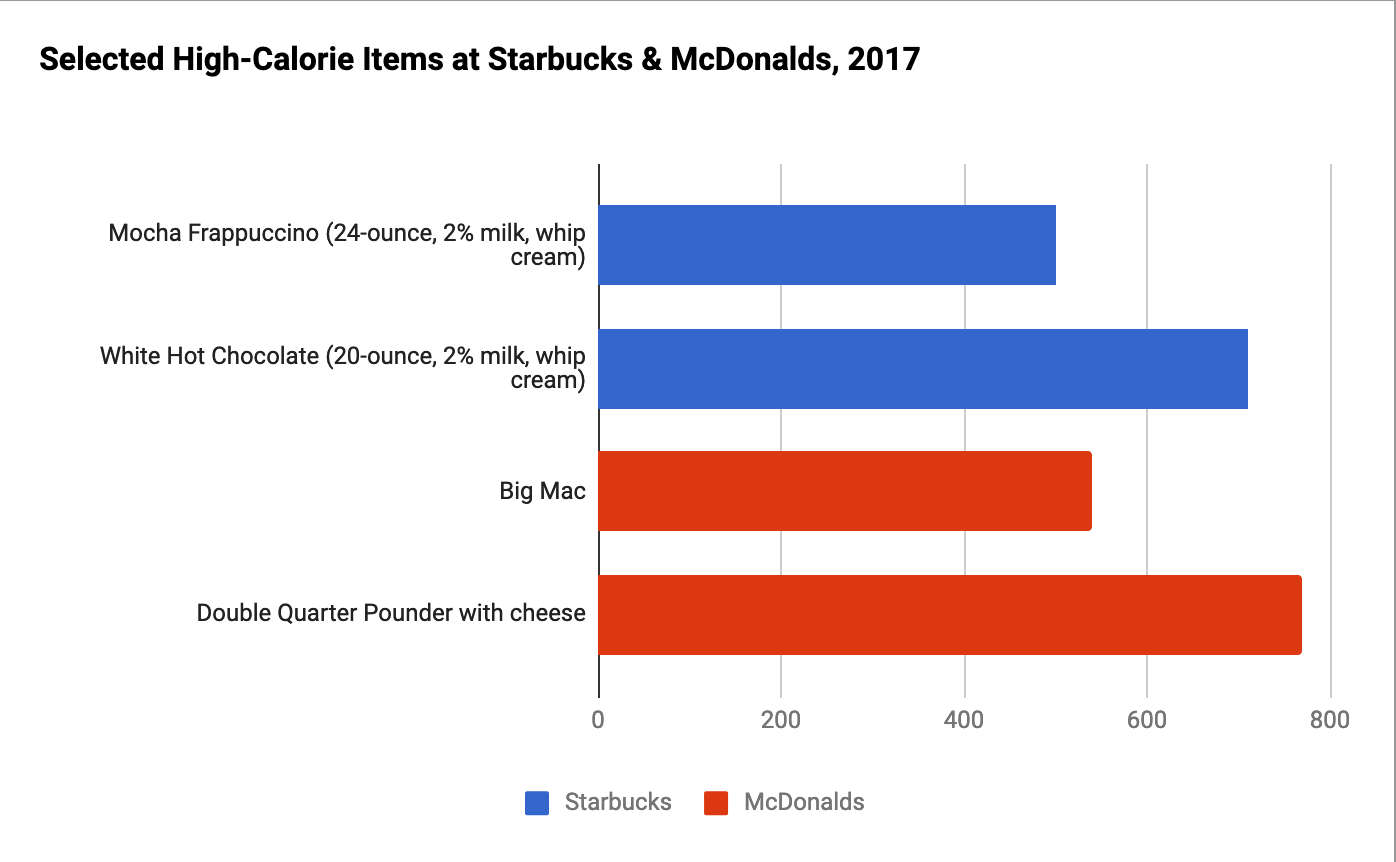 Selected High-Calorie Items at Starbucks & McDonalds, 2017
Mocha Frappuccino (24-ounce, 2% milk, whip
cream)
White Hot Chocolate (20-ounce, 2% milk, whip
cream)
Big Mac
Double Quarter Pounder with cheese
0 200 400 600 800
Starbucks McDonalds